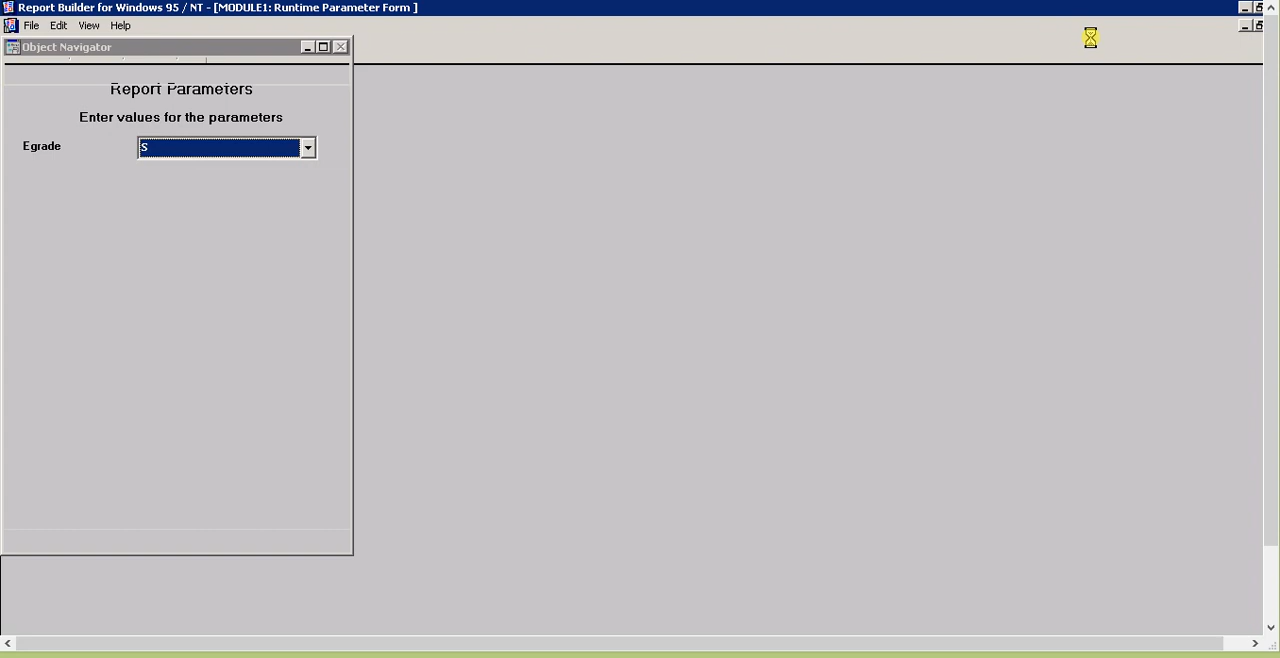 Report Builder for Windows 95 / NT - [MODULE1: Runtime Parameter Form ]
File Edit View Help
Object Navigator
Report Parameters
Enter values for the parameters
Egrade S